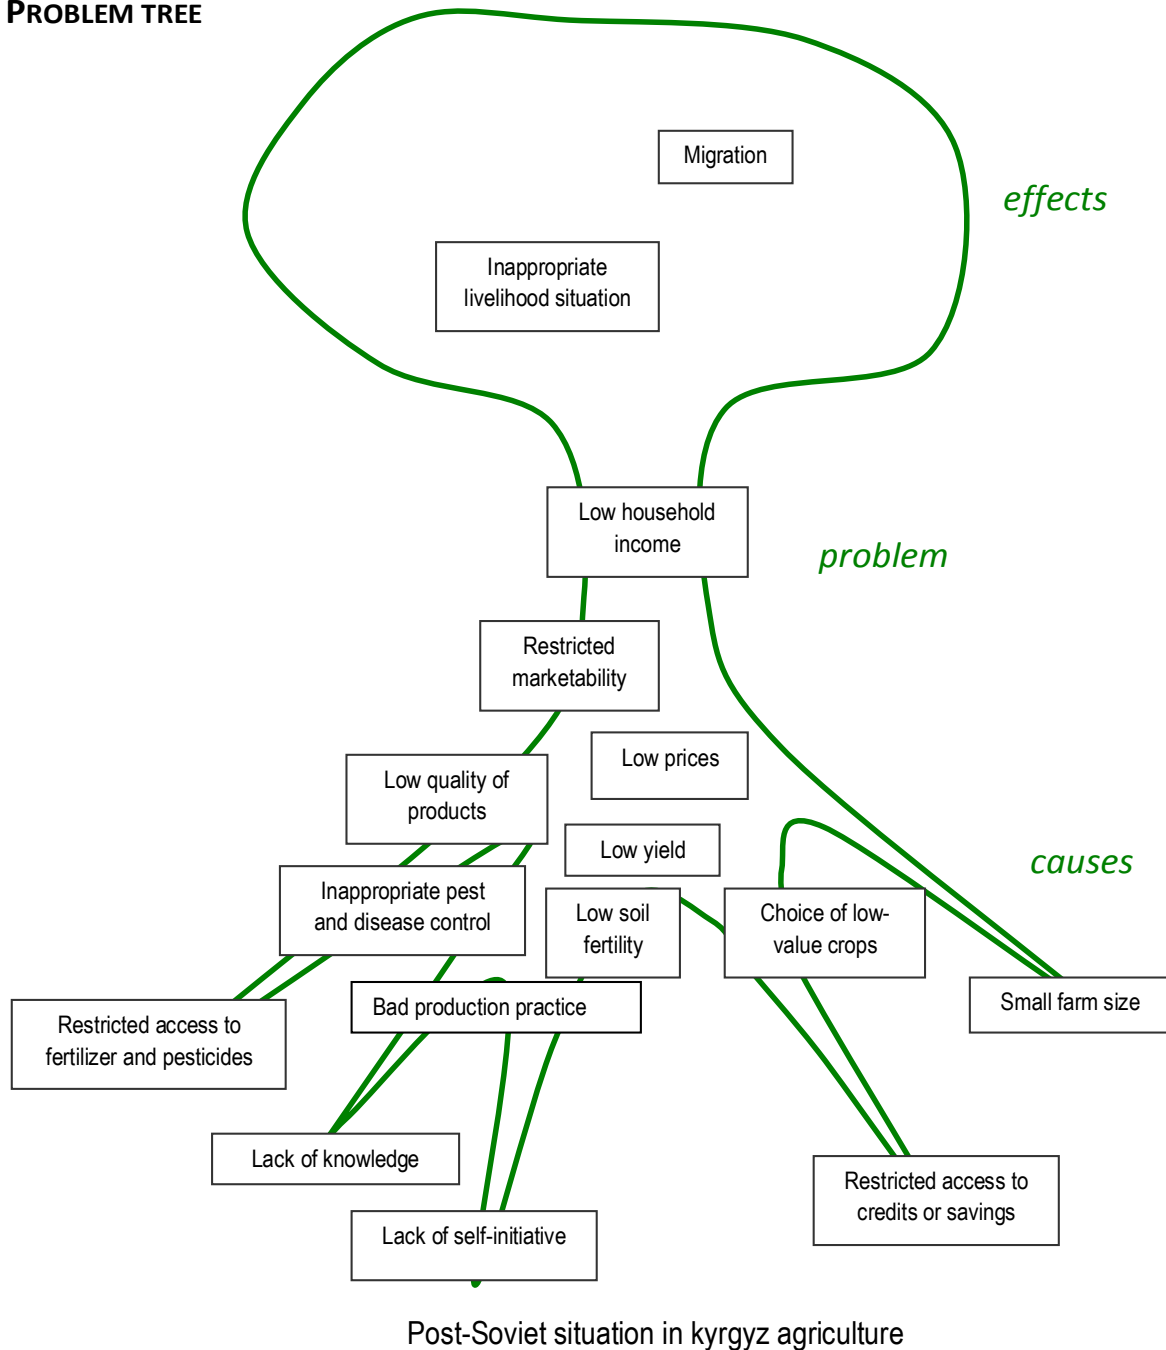 PROBLEM TREE
Migration
effects
Inappropriate
livelihood situation
Low household
income
problem
Restricted
marketability
Low prices
Low quality of
products
Low yield
causes
Inappropriate pest
and disease control
Low soil
fertility
Choice of low-
value crops
Bad production practice
Small farm size
Restricted access to
fertilizer and pesticides
Lack of knowledge
Restricted access to
credits or savings
Lack of self-initiative
Post-Soviet situation in kyrgyz agriculture